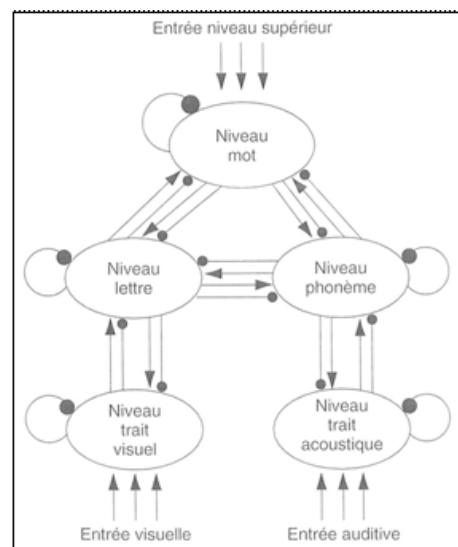 Entrée niveau supérieur
Niveau
mot
Niveau
lettre
Niveau
phonème
Niveau
trait
visuel
Niveau
trait
acoustique
Entrée visuelle
Entrée auditive